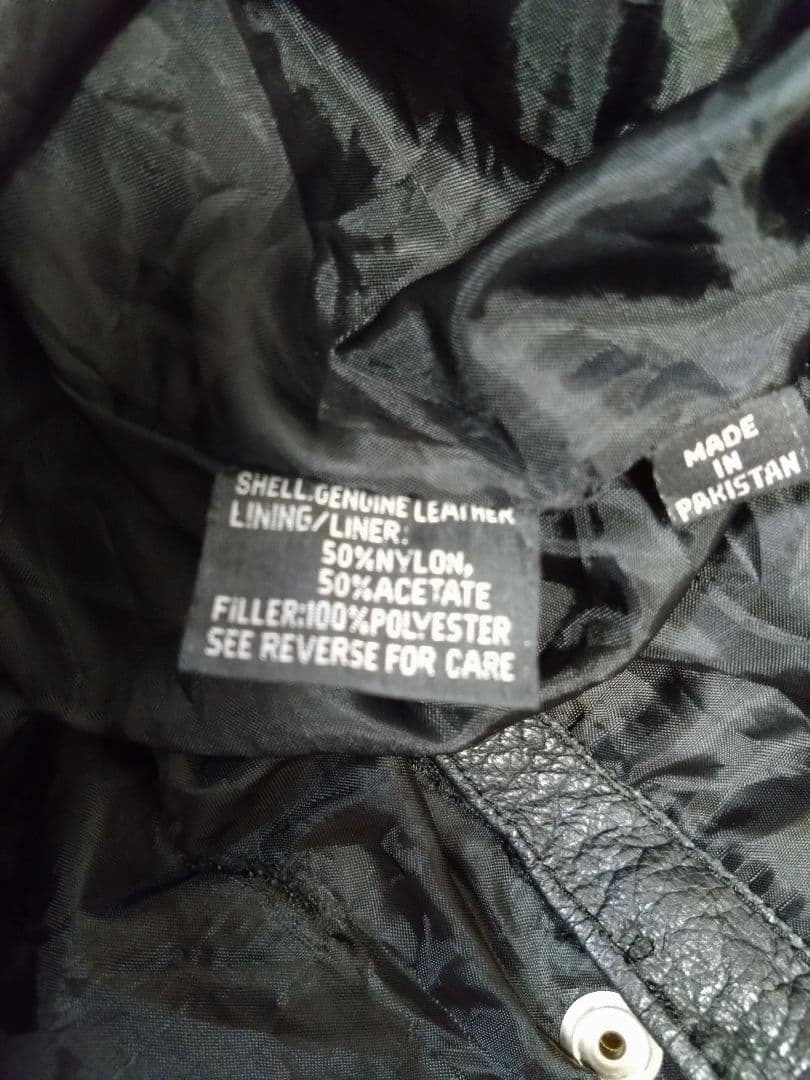 SHELL:GENUINE LEATHER
LINING/LINER:
50%NYLON,
50%ACETATE
FILLER:100%POLYESTER
SEE REVERSE FOR CARE
MADE
IN
PAKISTAN